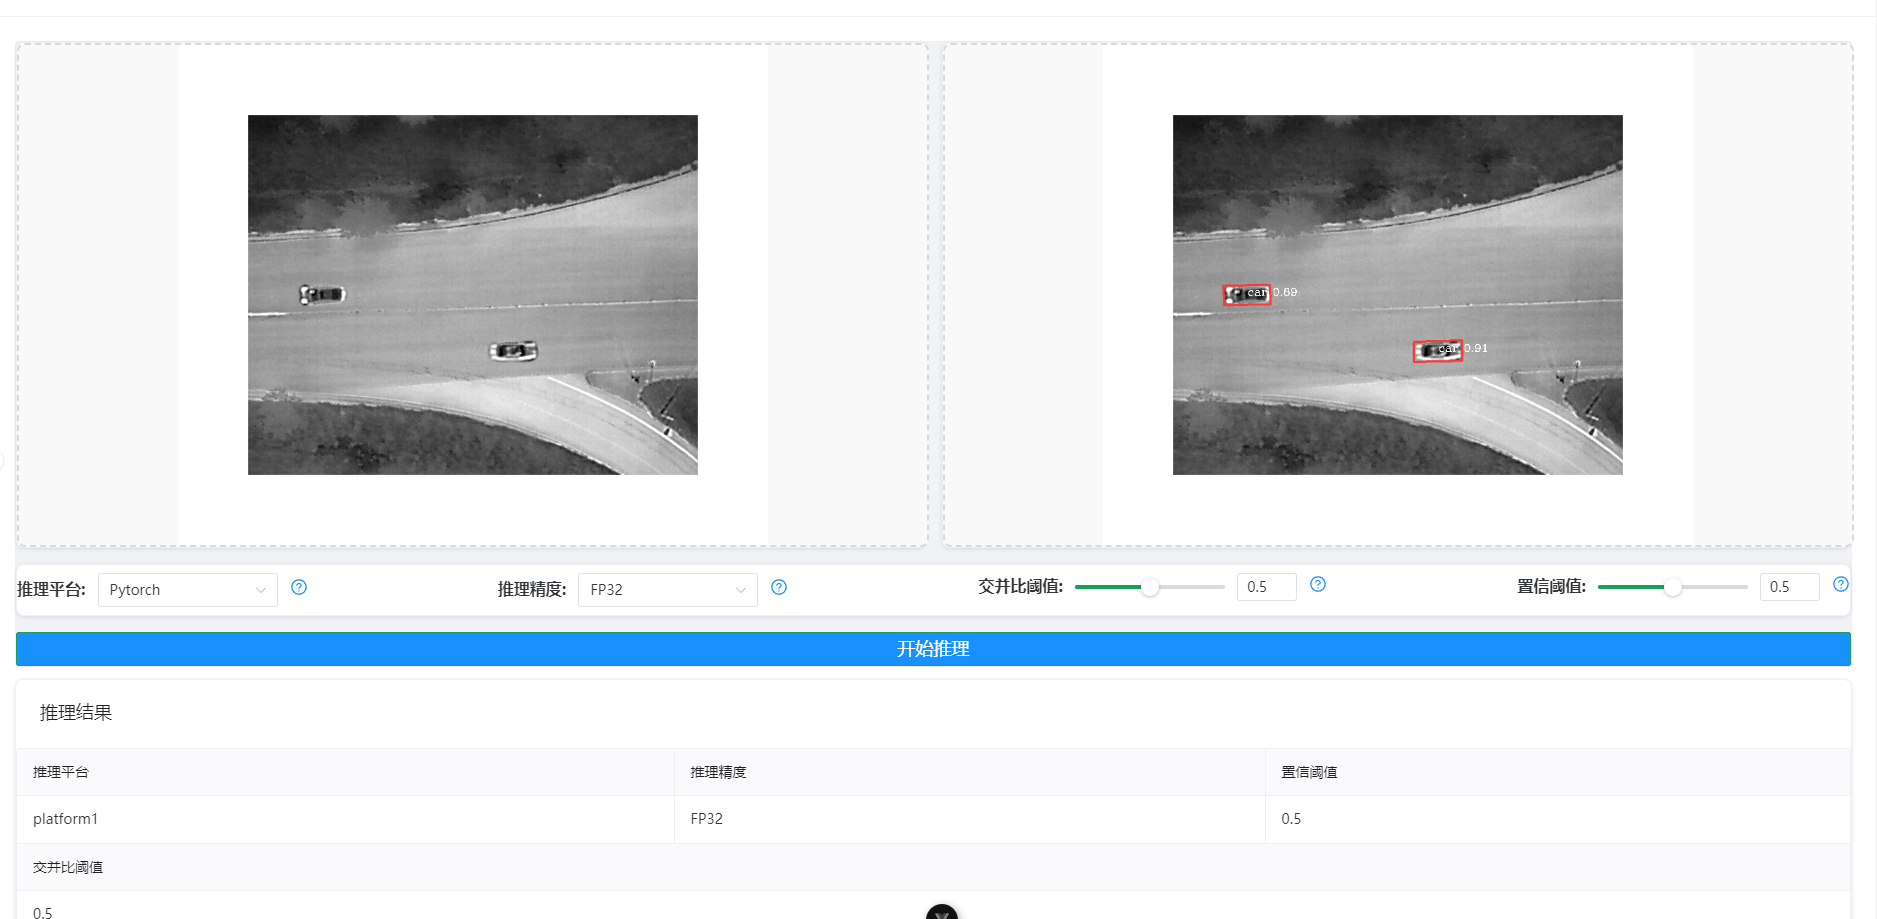 car 0.89
car 0.91
推理平台: Pytorch 推理精度: FP32 交并比阈值: 0.5 置信阈值: 0.5
开始推理
推理结果
推理平台 推理精度 置信阈值
platform1 FP32 0.5
交并比阈值
0.5